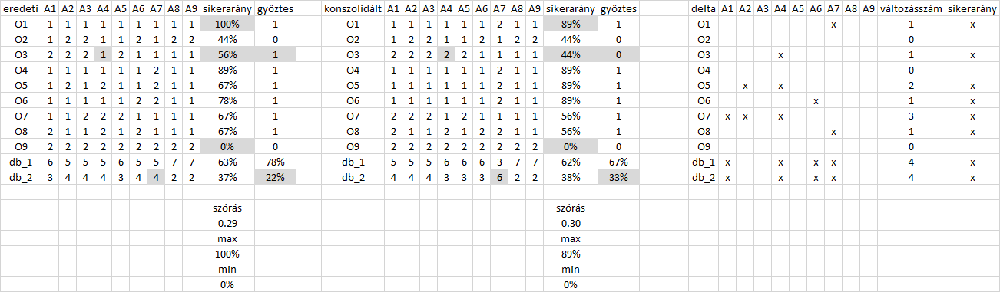 eredeti A1 A2 A3 A4 A5 A6 A7 A8 A9 sikerarány győztes konszolidált A1 A2 A3 A4 A5 A6 A7 A8 A9 sikerarány győztes delta A1 A2 A3 A4 A5 A6 A7 A8 A9 változásszám sikerarány
O1 1 1 1 1 1 1 1 1 1 100% 1 O1 1 1 1 1 1 1 2 1 1 89% 1 O1 x 1 x
O2 1 2 2 1 1 2 1 2 2 44% 0 O2 1 2 2 1 1 2 1 2 2 44% 0 O2 0
O3 2 2 2 1 2 1 1 1 1 56% 1 O3 2 2 2 2 2 1 1 1 1 44% 0 O3 x 1 x
O4 1 1 1 1 1 1 2 1 1 89% 1 O4 1 1 1 1 1 1 2 1 1 89% 1 O4 0
O5 1 2 1 2 1 1 2 1 1 67% 1 O5 1 1 1 1 1 1 2 1 1 89% 1 O5 x x 2 x
O6 1 1 1 1 1 2 2 1 1 78% 1 O6 1 1 1 1 1 1 2 1 1 89% 1 O6 x 1 x
O7 1 1 2 2 2 1 1 1 1 67% 1 O7 2 2 2 1 2 1 1 1 1 56% 1 O7 x x x 3 x
O8 2 1 1 2 1 2 1 1 1 67% 1 O8 2 1 1 2 1 2 2 1 1 56% 1 O8 x 1 x
O9 2 2 2 2 2 2 2 2 2 0% 0 O9 2 2 2 2 2 2 2 2 2 0% 0 O9 0
db_1 6 5 5 5 6 5 5 7 7 63% 78% db_1 5 5 5 6 6 6 3 7 7 62% 67% db_1 x x x x 4 x
db_2 3 4 4 4 3 4 4 2 2 37% 22% db_2 4 4 4 3 3 3 6 2 2 38% 33% db_2 x x x x 4 x
szórás szórás
0.29 0.30
max max
100% 89%
min min
0% 0%